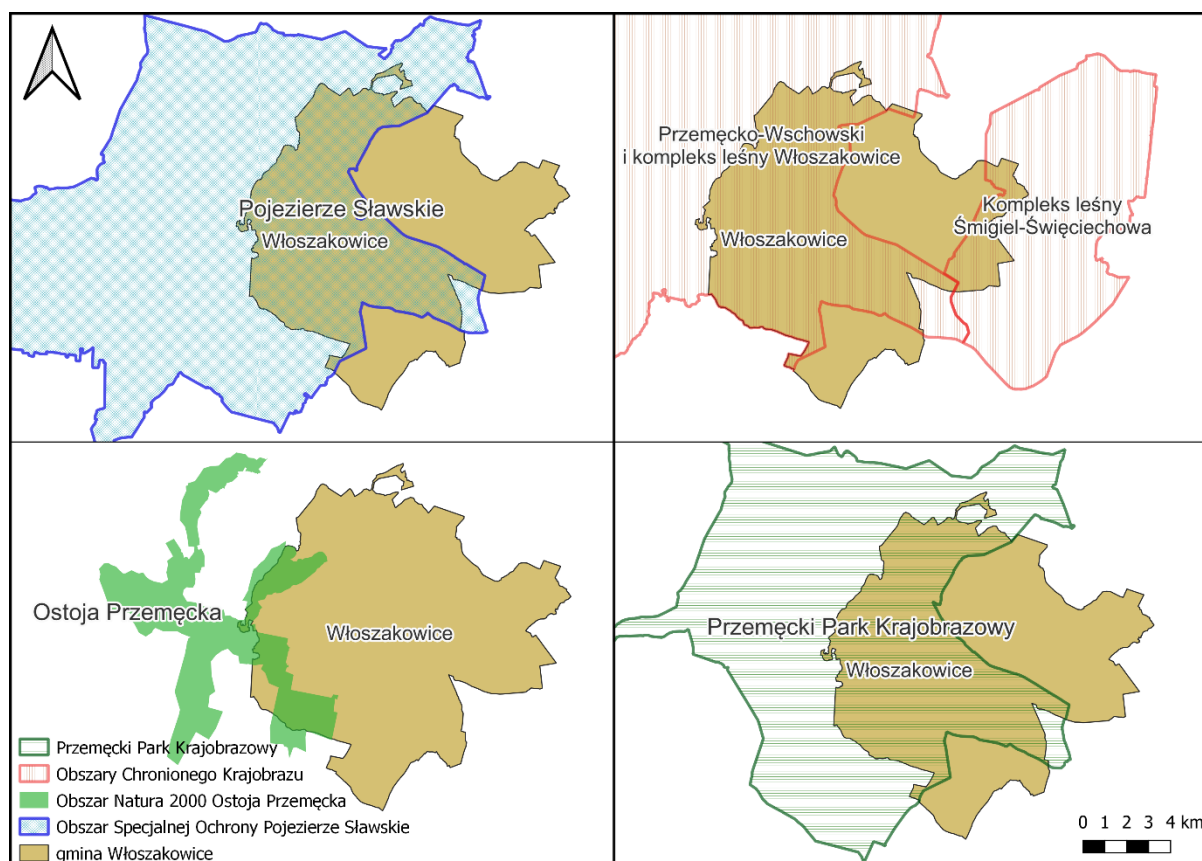 Pojezierze Sławskie
Włoszakowice
Przemęcko-Wschowski
i kompleks leśny Włoszakowice
Włoszakowice
Kompleks leśny
Śmigiel-Święciechowa
Ostoja Przemęcka
Włoszakowice
Przemęcki Park Krajobrazowy
Obszary Chronionego Krajobrazu
Obszar Natura 2000 Ostoja Przemęcka
Obszar Specjalnej Ochrony Pojezierze Sławskie
gmina Włoszakowice
Przemęcki Park Krajobrazowy
Włoszakowice
0 1 2 3 4 km